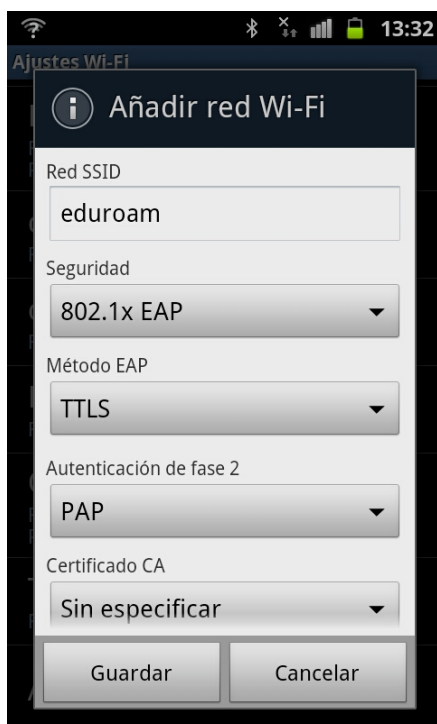 13:32
Ajustes Wi-Fi
Añadir red Wi-Fi
Red SSID
eduroam
Seguridad
802.1x EAP
Método EAP
TTLS
Autenticación de fase 2
PAP
Certificado CA
Sin especificar
Guardar
Cancelar